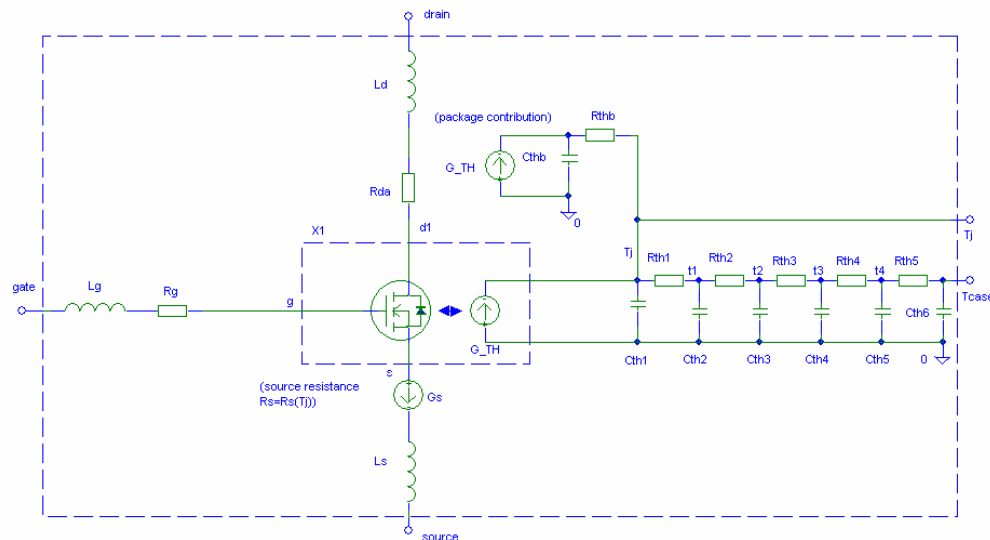 drain
Ld
(package contribution)
Rthb
Cthb
G_TH
Rda
0
X1
d1
Tj
Tj
Rth1
t1
Rth2
t2
Rth3
t3
Rth4
t4
Rth5
gate
Lg
Rg
g
Tcase
Cth6
G_TH
Cth1
Cth2
Cth3
Cth4
Cth5
0
s
(source resistance
Rs=Rs(Tj))
Gs
Ls
source